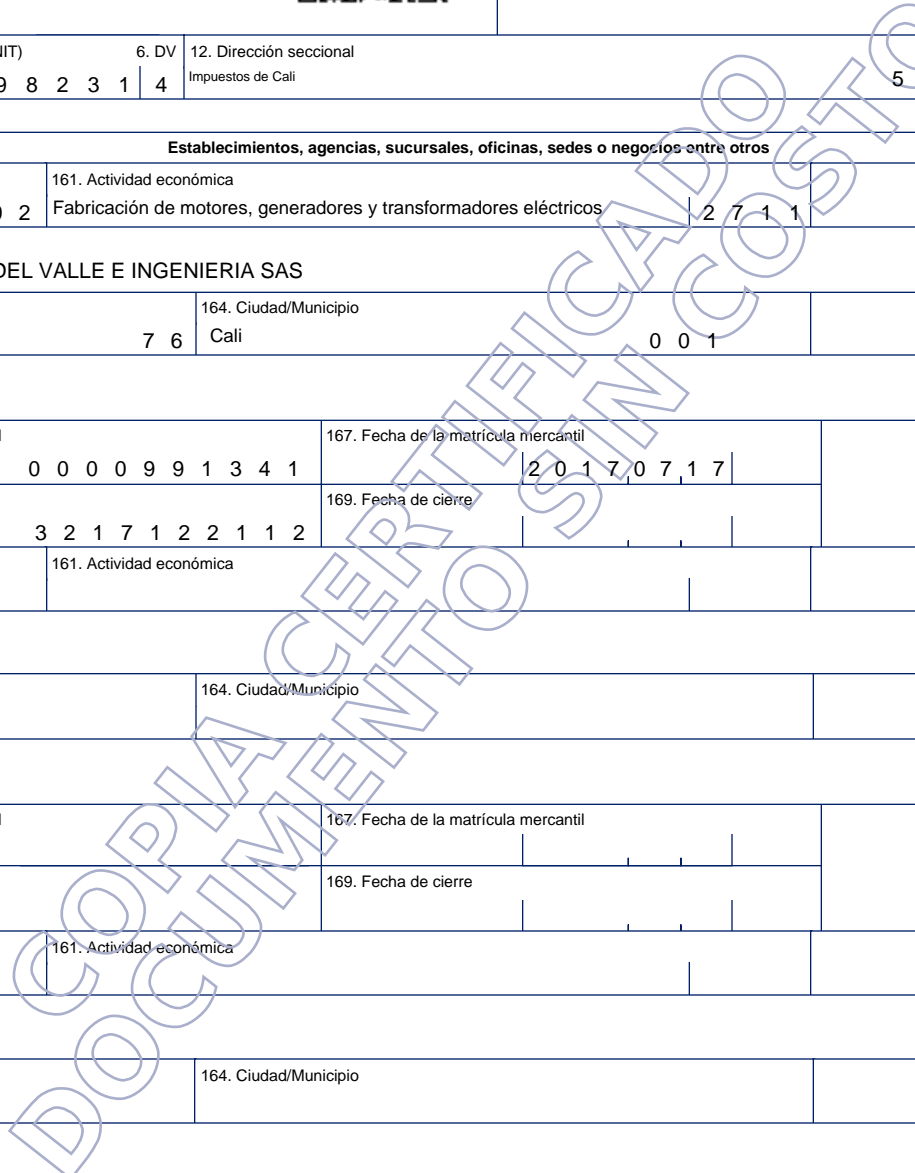 NIT) 6. DV 12. Dirección seccional
9 8 2 3 1 4 Impuestos de Cali 5
Establecimientos, agencias, sucursales, oficinas, sedes o negocios entre otros
161. Actividad económica
0 2 Fabricación de motores, generadores y transformadores eléctricos 2 7 1 1
DEL VALLE E INGENIERIA SAS
164. Ciudad/Municipio
7 6 Cali 0 0 1
167. Fecha de la matrícula mercantil
0 0 0 0 9 9 1 3 4 1 2 0 1 7 0 7 1 7
169. Fecha de cierre
3 2 1 7 1 2 2 1 1 2
161. Actividad económica
164. Ciudad/Municipio
167. Fecha de la matrícula mercantil
169. Fecha de cierre
161. Actividad económica
164. Ciudad/Municipio
COPIA CERTIFICADO
DOCUMENTO SIN COSTO